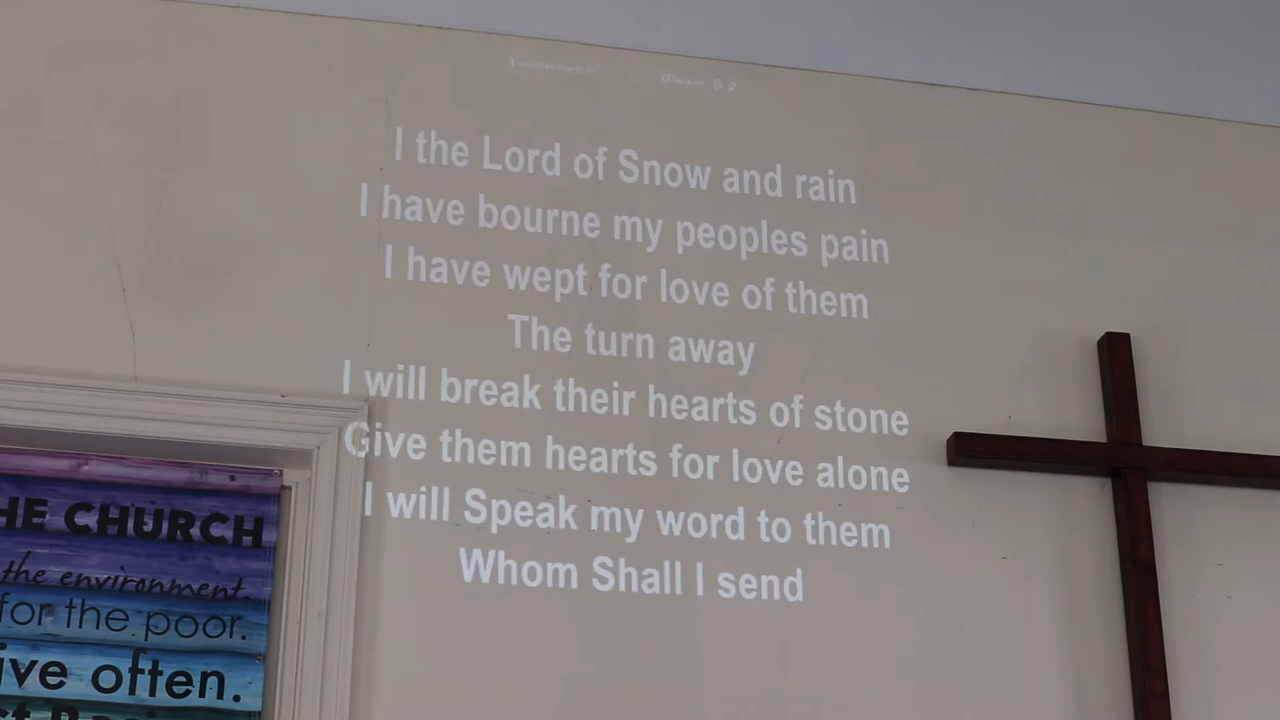 I the Lord of Snow and rain
I have bourne my peoples pain
I have wept for love of them
The turn away
I will break their hearts of stone
Give them hearts for love alone
I will Speak my word to them
Whom Shall I send
HE CHURCH
the environment.
for the poor.
ive often.